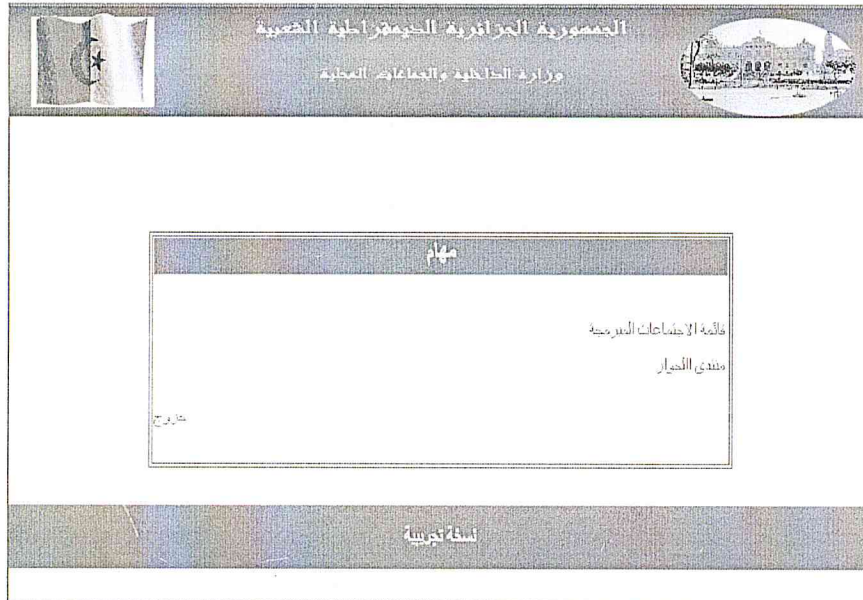 الجمهورية الجزائرية الديمقراطية الشعبية
وزارة الداخلية والجماعات المحلية
مهام
قائمة الاجتماعات المبرمجة
منتدى الحوار
خروج
نسخة تجريبية